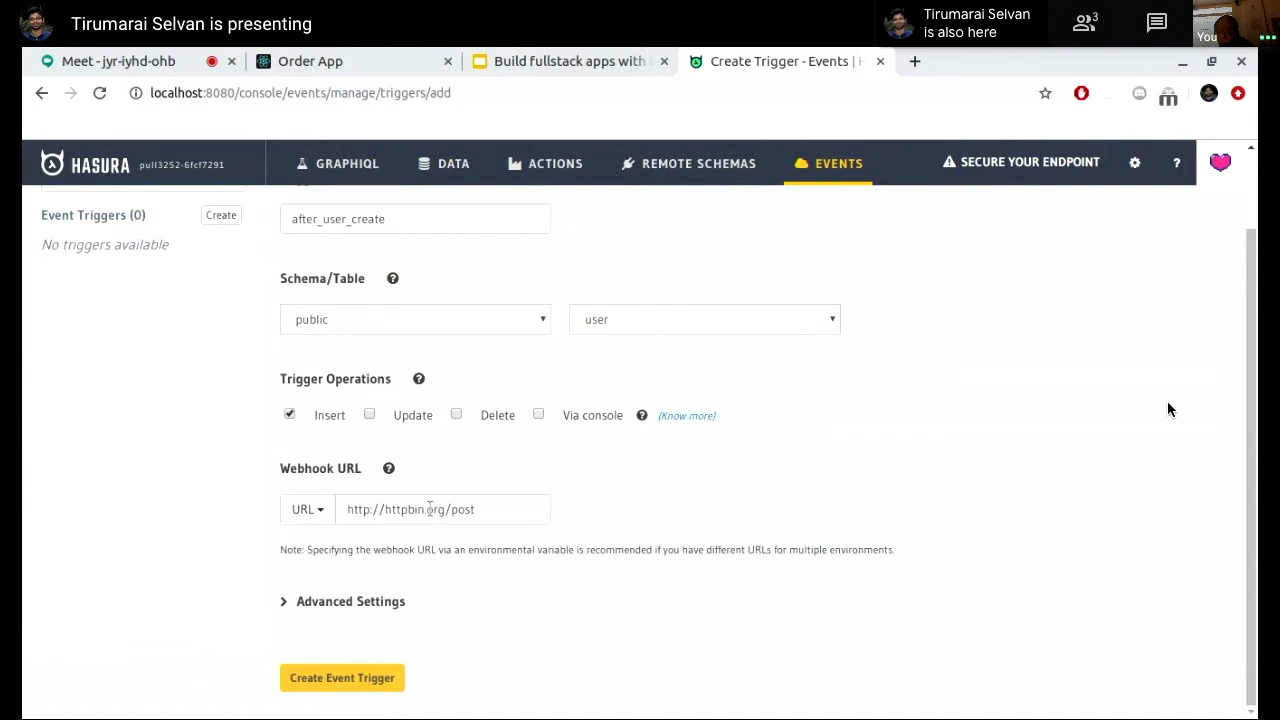 Tirumarai Selvan is presenting
Tirumarai Selvan
is also here
3
You
Meet - jyr-iyhd-ohb
Order App
Build fullstack apps with
Create Trigger - Events |
localhost:8080/console/events/manage/triggers/add
HASURA
pull3252-6fcf7291
GRAPHIQL
DATA
ACTIONS
REMOTE SCHEMAS
EVENTS
SECURE YOUR ENDPOINT
?
Event Triggers (0)
Create
No triggers available
after_user_create
Schema/Table
public
user
Trigger Operations
Insert
Update
Delete
Via console
(Know more)
Webhook URL
URL
http://httpbin.org/post
Note: Specifying the webhook URL via an environmental variable is recommended if you have different URLs for multiple environments.
Advanced Settings
Create Event Trigger